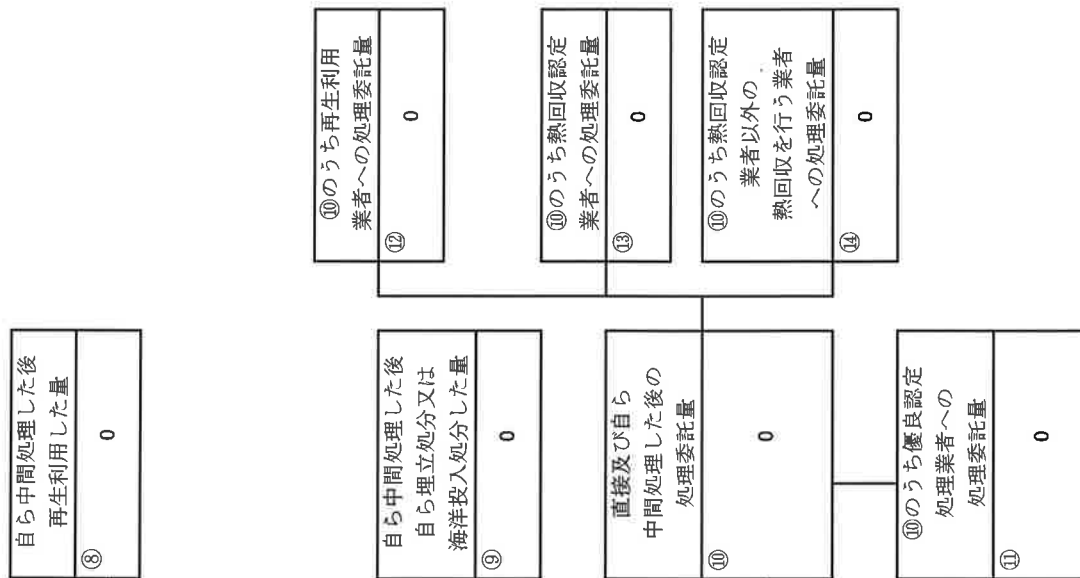 自ら中間処理した後
再生利用した量
⑧
0
自ら中間処理した後
自ら埋立処分又は
海洋投入処分した量
⑨
0
直接及び自ら
中間処理した後の
処理委託量
⑩
0
⑩のうち優良認定
処理業者への
処理委託量
⑪
0
⑩のうち再生利用
業者への処理委託量
⑫
0
⑩のうち熱回収認定
業者への処理委託量
⑬
0
⑩のうち熱回収認定
業者以外の
熱回収を行う業者
への処理委託量
⑭
0